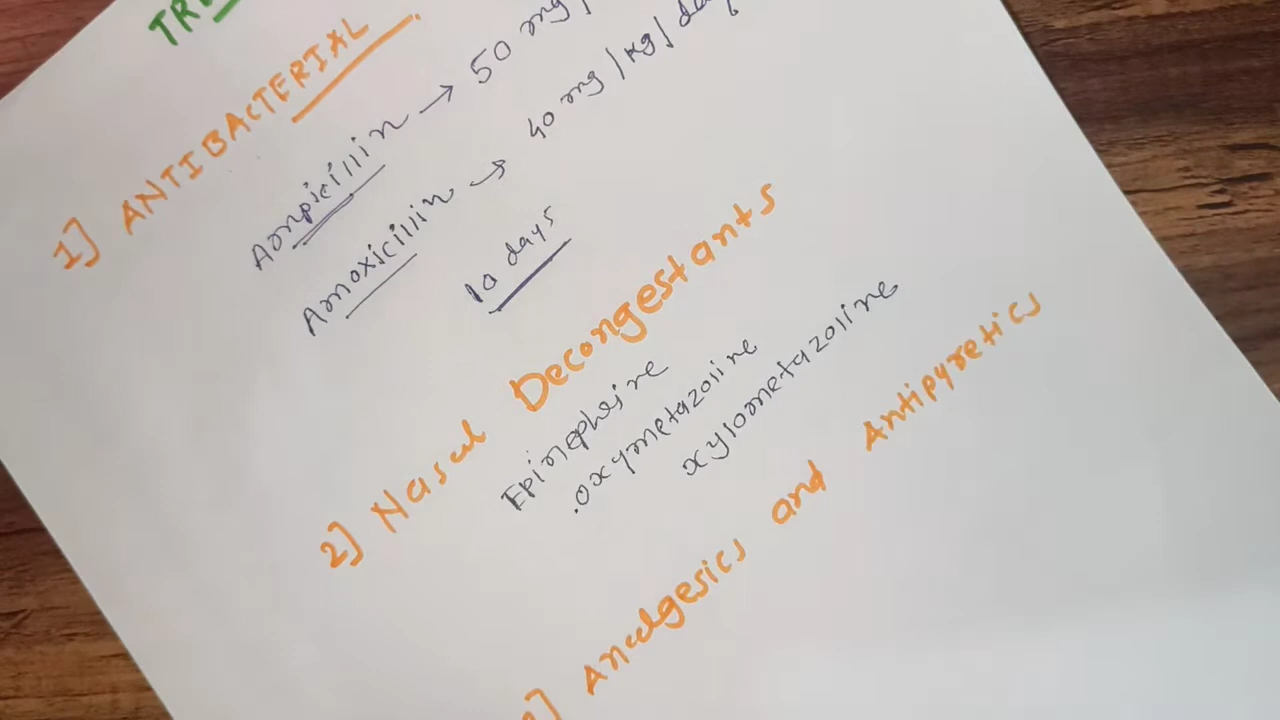 1] ANTIBACTERIAL
Ampicillin → 50 mg/
Amoxicillin → 40 mg/kg/day
10 days
2] Nasal Decongestants
Epinephrine
oxymetazoline
xylometazoline
Analgesics and Antipyretics